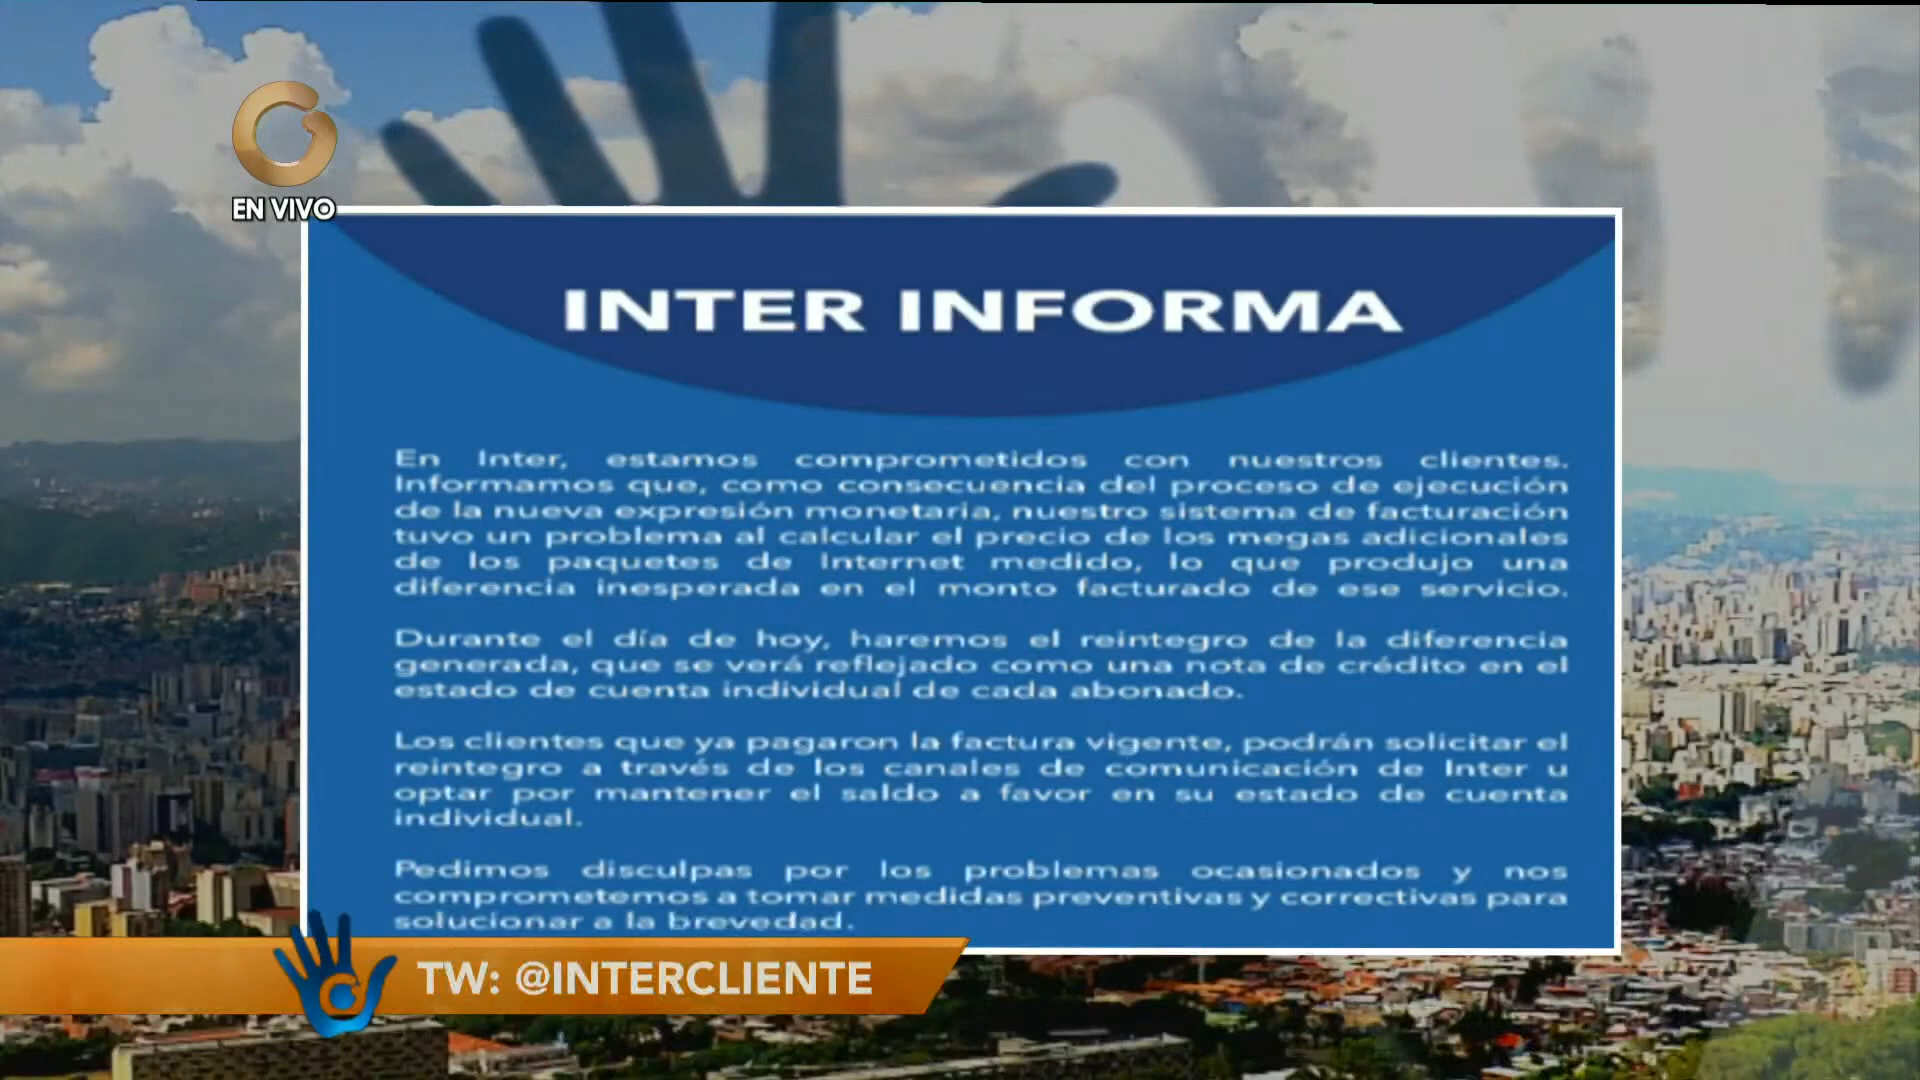 EN VIVO
INTER INFORMA
En Inter, estamos comprometidos con nuestros clientes.
Informamos que, como consecuencia del proceso de ejecución
de la nueva expresión monetaria, nuestro sistema de facturación
tuvo un problema al calcular el precio de los megas adicionales
de los paquetes de Internet medido, lo que produjo una
diferencia inesperada en el monto facturado de ese servicio.
Durante el día de hoy, haremos el reintegro de la diferencia
generada, que se verá reflejado como una nota de crédito en el
estado de cuenta individual de cada abonado.
Los clientes que ya pagaron la factura vigente, podrán solicitar el
reintegro a través de los canales de comunicación de Inter u
optar por mantener el saldo a favor en su estado de cuenta
individual.
Pedimos disculpas por los problemas ocasionados y nos
comprometemos a tomar medidas preventivas y correctivas para
solucionar a la brevedad.
TW: @INTERCLIENTE